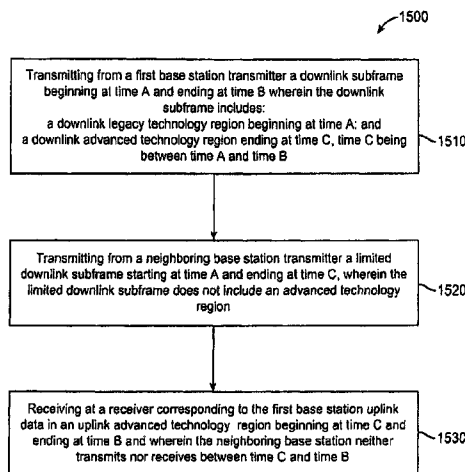 1500
Transmitting from a first base station transmitter a downlink subframe
beginning at time A and ending at time B wherein the downlink
subframe includes:
a downlink legacy technology region beginning at time A; and
a downlink advanced technology region ending at time C, time C being
between time A and time B
1510
Transmitting from a neighboring base station transmitter a limited
downlink subframe starting at time A and ending at time C, wherein the
limited downlink subframe does not include an advanced technology
region
1520
Receiving at a receiver corresponding to the first base station uplink
data in an uplink advanced technology region beginning at time C and
ending at time B and wherein the neighboring base station neither
transmits nor receives between time C and time B
1530